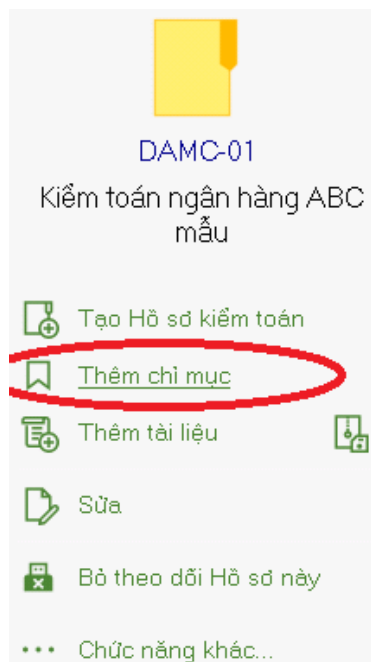 DAMC-01
Kiểm toán ngân hàng ABC
mẫu
Tạo Hồ sơ kiểm toán
Thêm chỉ mục
Thêm tài liệu
Sửa
Bỏ theo dõi Hồ sơ này
Chức năng khác...